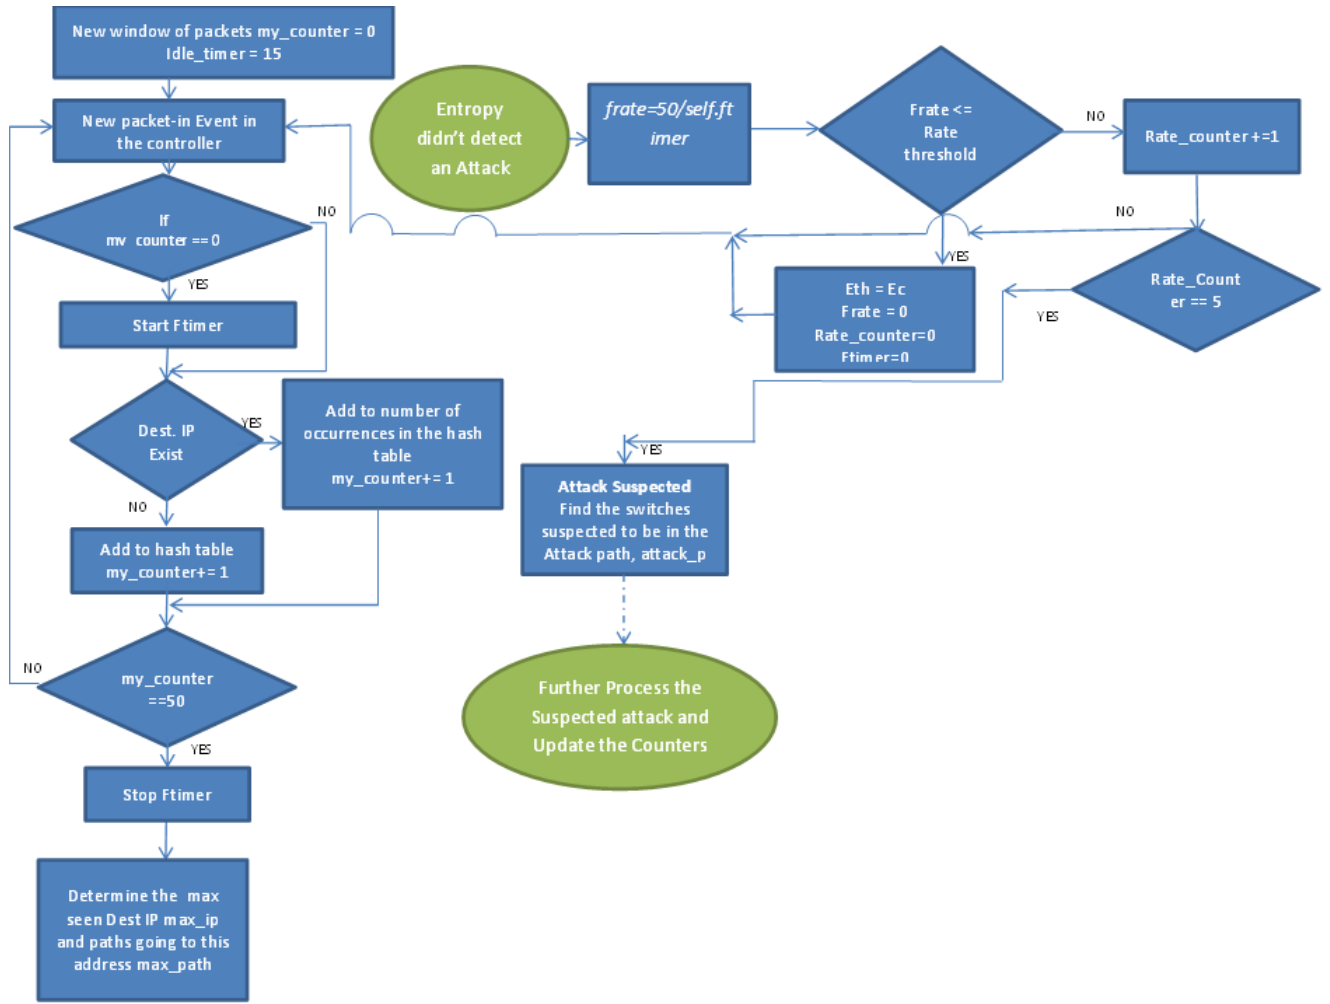 New window of packets my_counter = 0
Idle_timer = 15
New packet-in Event in
the controller
If
my_counter == 0
NO
YES
Start Ftimer
Dest. IP
Exist
YES
Add to number of
occurrences in the hash
table
my_counter+= 1
NO
Add to hash table
my_counter+= 1
my_counter
==50
NO
YES
Stop Ftimer
Determine the max
seen Dest IP max_ip
and paths going to this
address max_path
Entropy
didn't detect
an Attack
frate=50/self.ft
imer
Frate <=
Rate
threshold
NO
Rate_counter +=1
YES
Eth = Ec
Frate = 0
Rate_counter=0
Ftimer=0
NO
Rate_Count
er == 5
YES
YES
Attack Suspected
Find the switches
suspected to be in the
Attack path, attack_p
Further Process the
Suspected attack and
Update the Counters